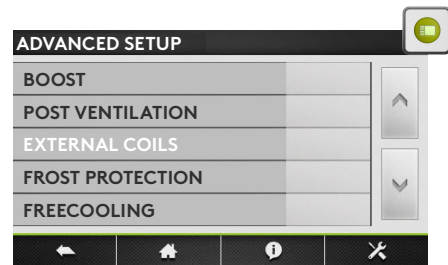 ADVANCED SETUP
BOOST
POST VENTILATION
EXTERNAL COILS
FROST PROTECTION
FREECOOLING